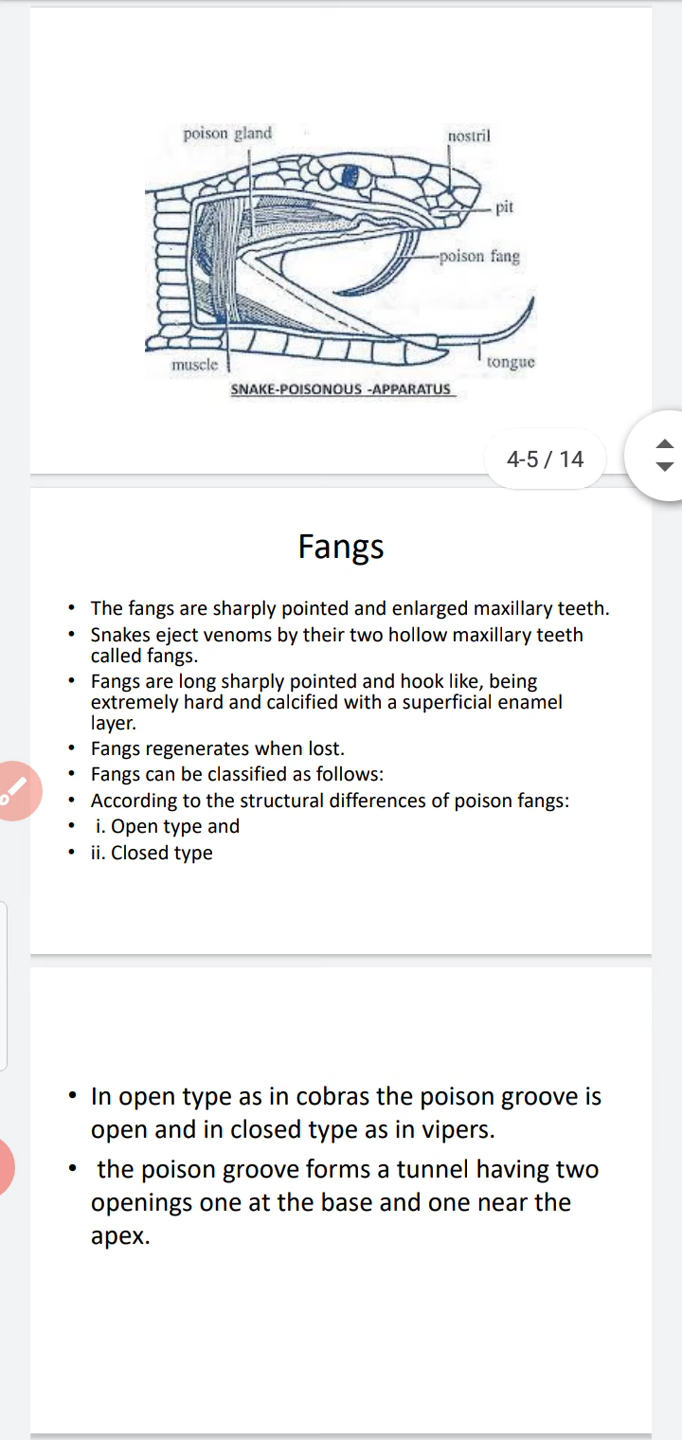 poison gland
nostril
pit
poison fang
muscle
tongue
SNAKE-POISONOUS -APPARATUS
4-5 / 14
Fangs
• The fangs are sharply pointed and enlarged maxillary teeth.
• Snakes eject venoms by their two hollow maxillary teeth
called fangs.
• Fangs are long sharply pointed and hook like, being
extremely hard and calcified with a superficial enamel
layer.
• Fangs regenerates when lost.
• Fangs can be classified as follows:
• According to the structural differences of poison fangs:
• i. Open type and
• ii. Closed type
• In open type as in cobras the poison groove is
open and in closed type as in vipers.
• the poison groove forms a tunnel having two
openings one at the base and one near the
apex.